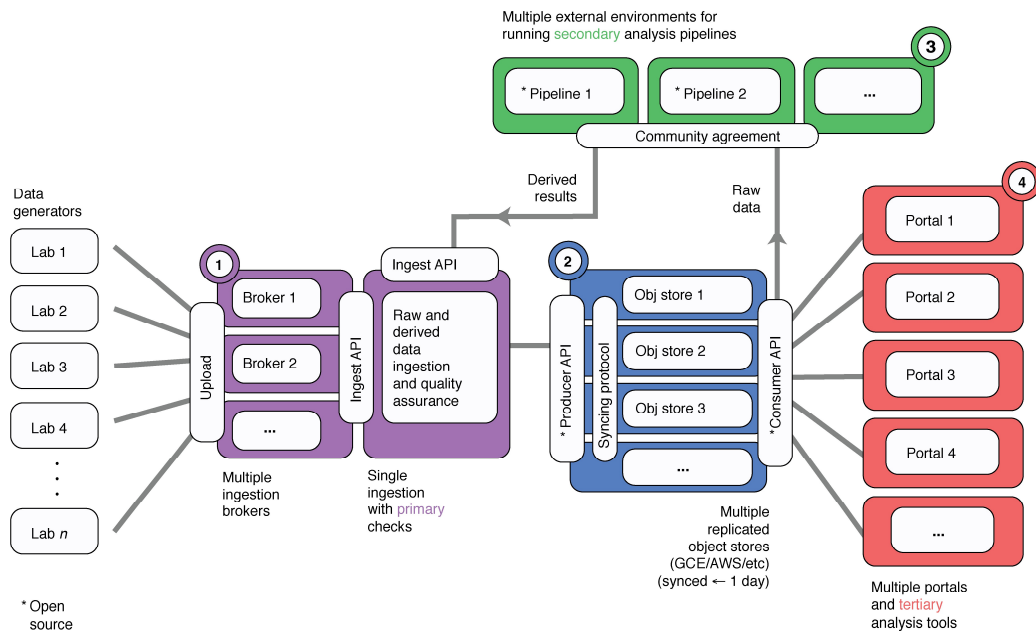 Multiple external environments for
running secondary analysis pipelines
3
* Pipeline 1
* Pipeline 2
...
Community agreement
Derived
results
Raw
data
Data
generators
Lab 1
Lab 2
Lab 3
Lab 4
Lab n
Upload
1
Broker 1
Broker 2
...
Multiple
ingestion
brokers
Ingest API
Ingest API
Raw and
derived
data
ingestion
and quality
assurance
Single
ingestion
with primary
checks
2
* Producer API
Syncing protocol
Obj store 1
Obj store 2
Obj store 3
...
*Consumer API
Multiple
replicated
object stores
(GCE/AWS/etc)
(synced ← 1 day)
4
Portal 1
Portal 2
Portal 3
Portal 4
...
Multiple portals
and tertiary
analysis tools
* Open
source